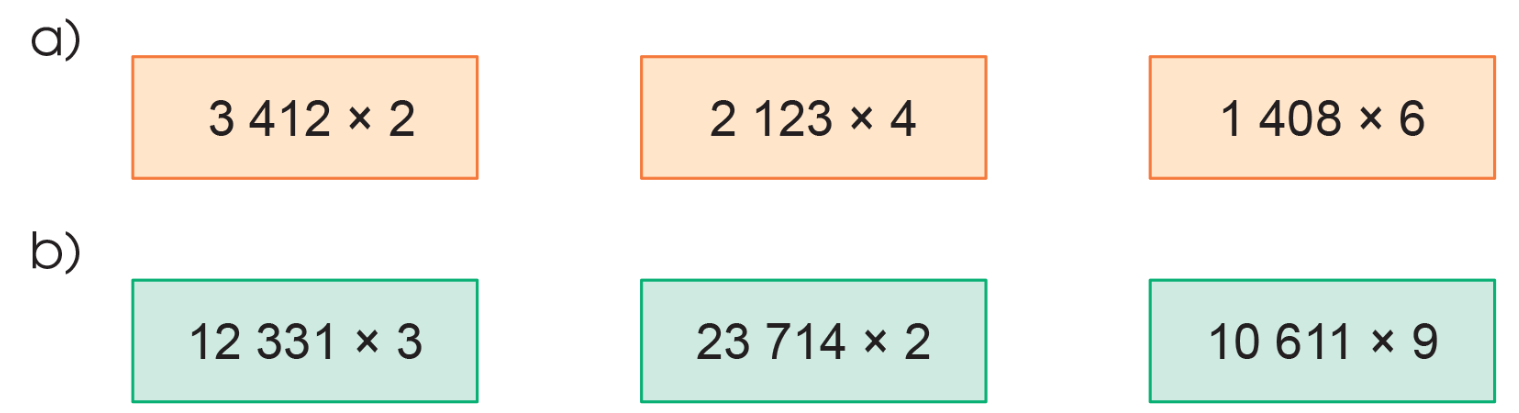 a)
3 412 × 2 2 123 × 4 1 408 × 6
b)
12 331 × 3 23 714 × 2 10 611 × 9